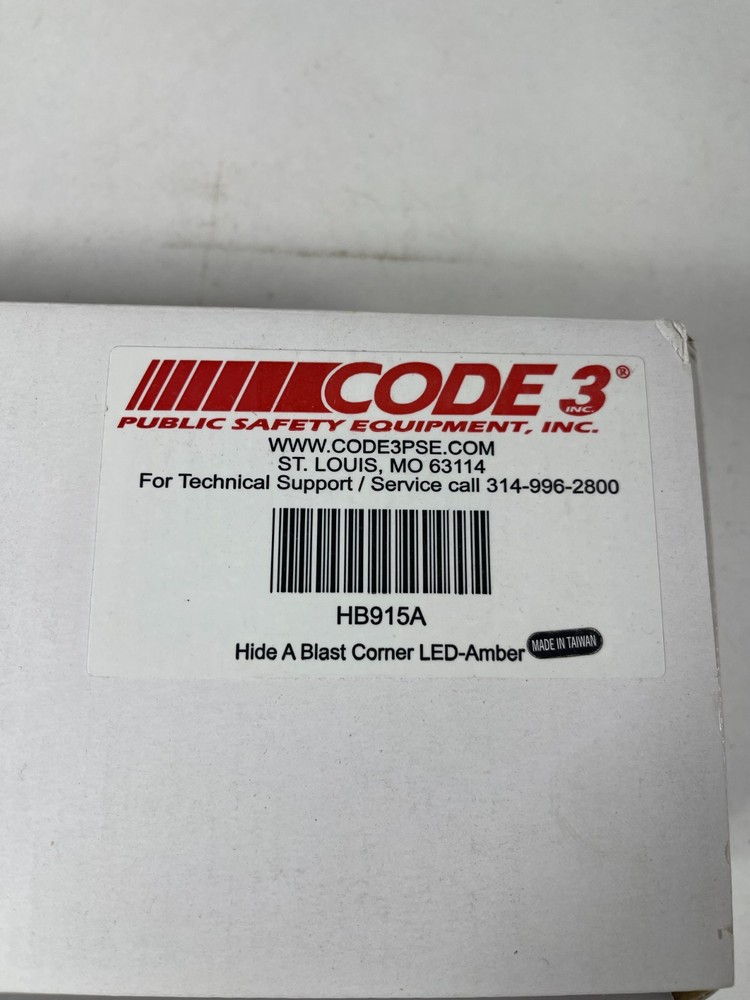 CODE 3®
INC.
PUBLIC SAFETY EQUIPMENT, INC.
WWW.CODE3PSE.COM
ST. LOUIS, MO 63114
For Technical Support / Service call 314-996-2800
HB915A
Hide A Blast Corner LED-Amber
MADE IN TAIWAN